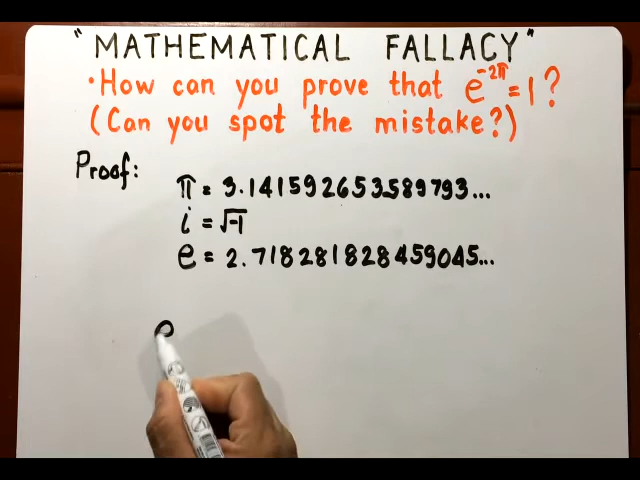 "MATHEMATICAL FALLACY"
•How can you prove that e^{-2π} = 1?
(Can you spot the mistake?)
Proof:
π = 3.141592653589793...
i = √-1
e = 2.718281828459045...
e